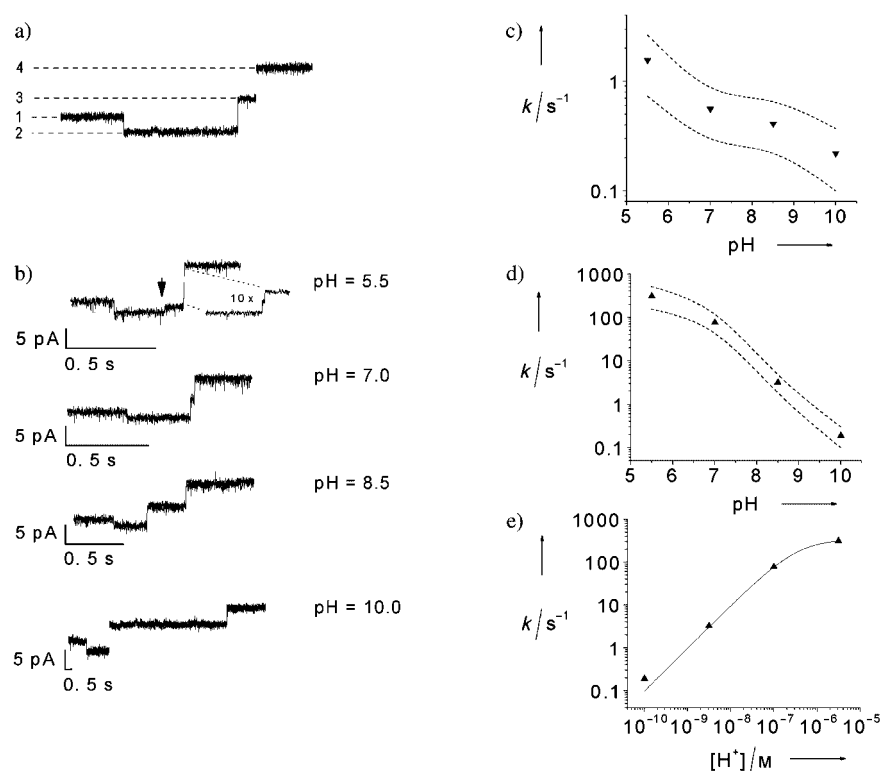 a)
4
3
1
2
b)
pH = 5.5
10 x
5 pA
0. 5 s
pH = 7.0
5 pA
0. 5 s
pH = 8.5
5 pA
0. 5 s
pH = 10.0
5 pA
0. 5 s
c)
k/s⁻¹
1
0.1
5 6 7 8 9 10
pH
d)
k/s⁻¹
1000
100
10
1
0.1
5 6 7 8 9 10
pH
e)
k/s⁻¹
1000
100
10
1
0.1
10⁻¹⁰ 10⁻⁹ 10⁻⁸ 10⁻⁷ 10⁻⁶ 10⁻⁵
[H⁺]/M